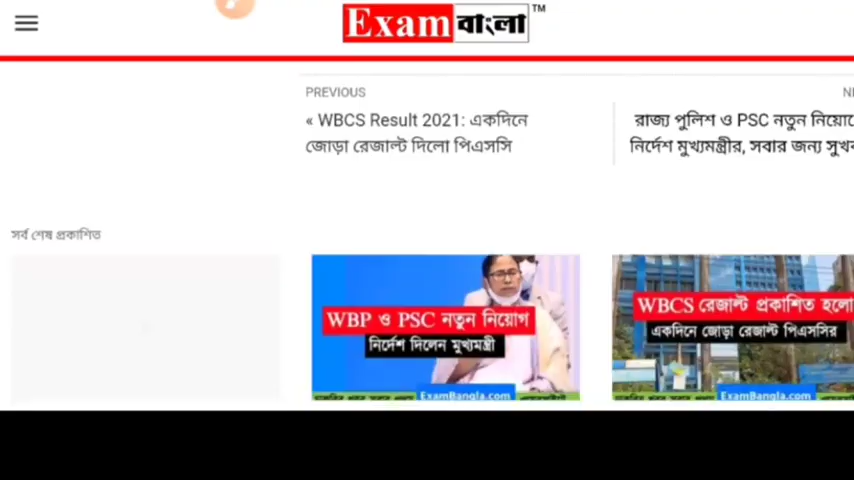 Exam বাংলা ™
PREVIOUS
« WBCS Result 2021: একদিনে
জোড়া রেজাল্ট দিলো পিএসসি
রাজ্য পুলিশ ও PSC নতুন
নির্দেশ মুখ্যমন্ত্রীর, সবার জন্য
সর্ব শেষ প্রকাশিত
WBP ও PSC নতুন নিয়োগ
নির্দেশ দিলেন মুখ্যমন্ত্রী
ExamBangla.com
WBCS রেজাল্ট প্রকাশিত হলো
একদিনে জোড়া রেজাল্ট পিএসসির
ExamBangla.com